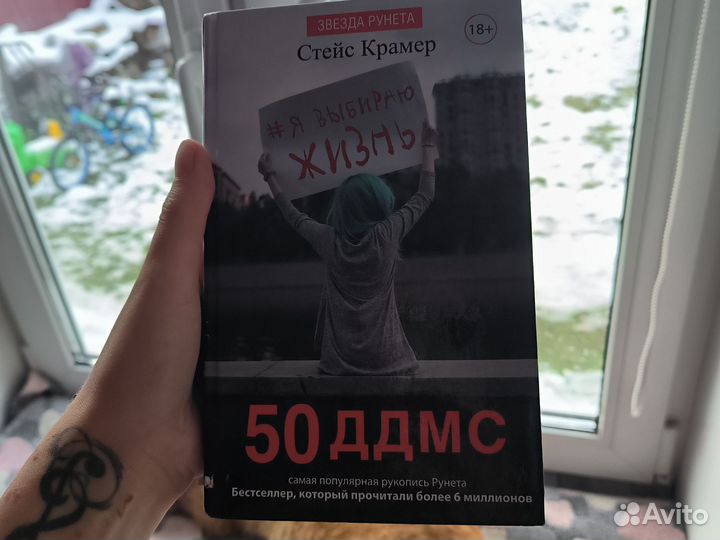 ЗВЕЗДА РУНЕТА
Стейс Крамер
18+
#Я ВЫБИРАЮ
ЖИЗНЬ
50 ДДМС
самая популярная рукопись Рунета
Бестселлер, который прочитали более 6 миллионов
Avito